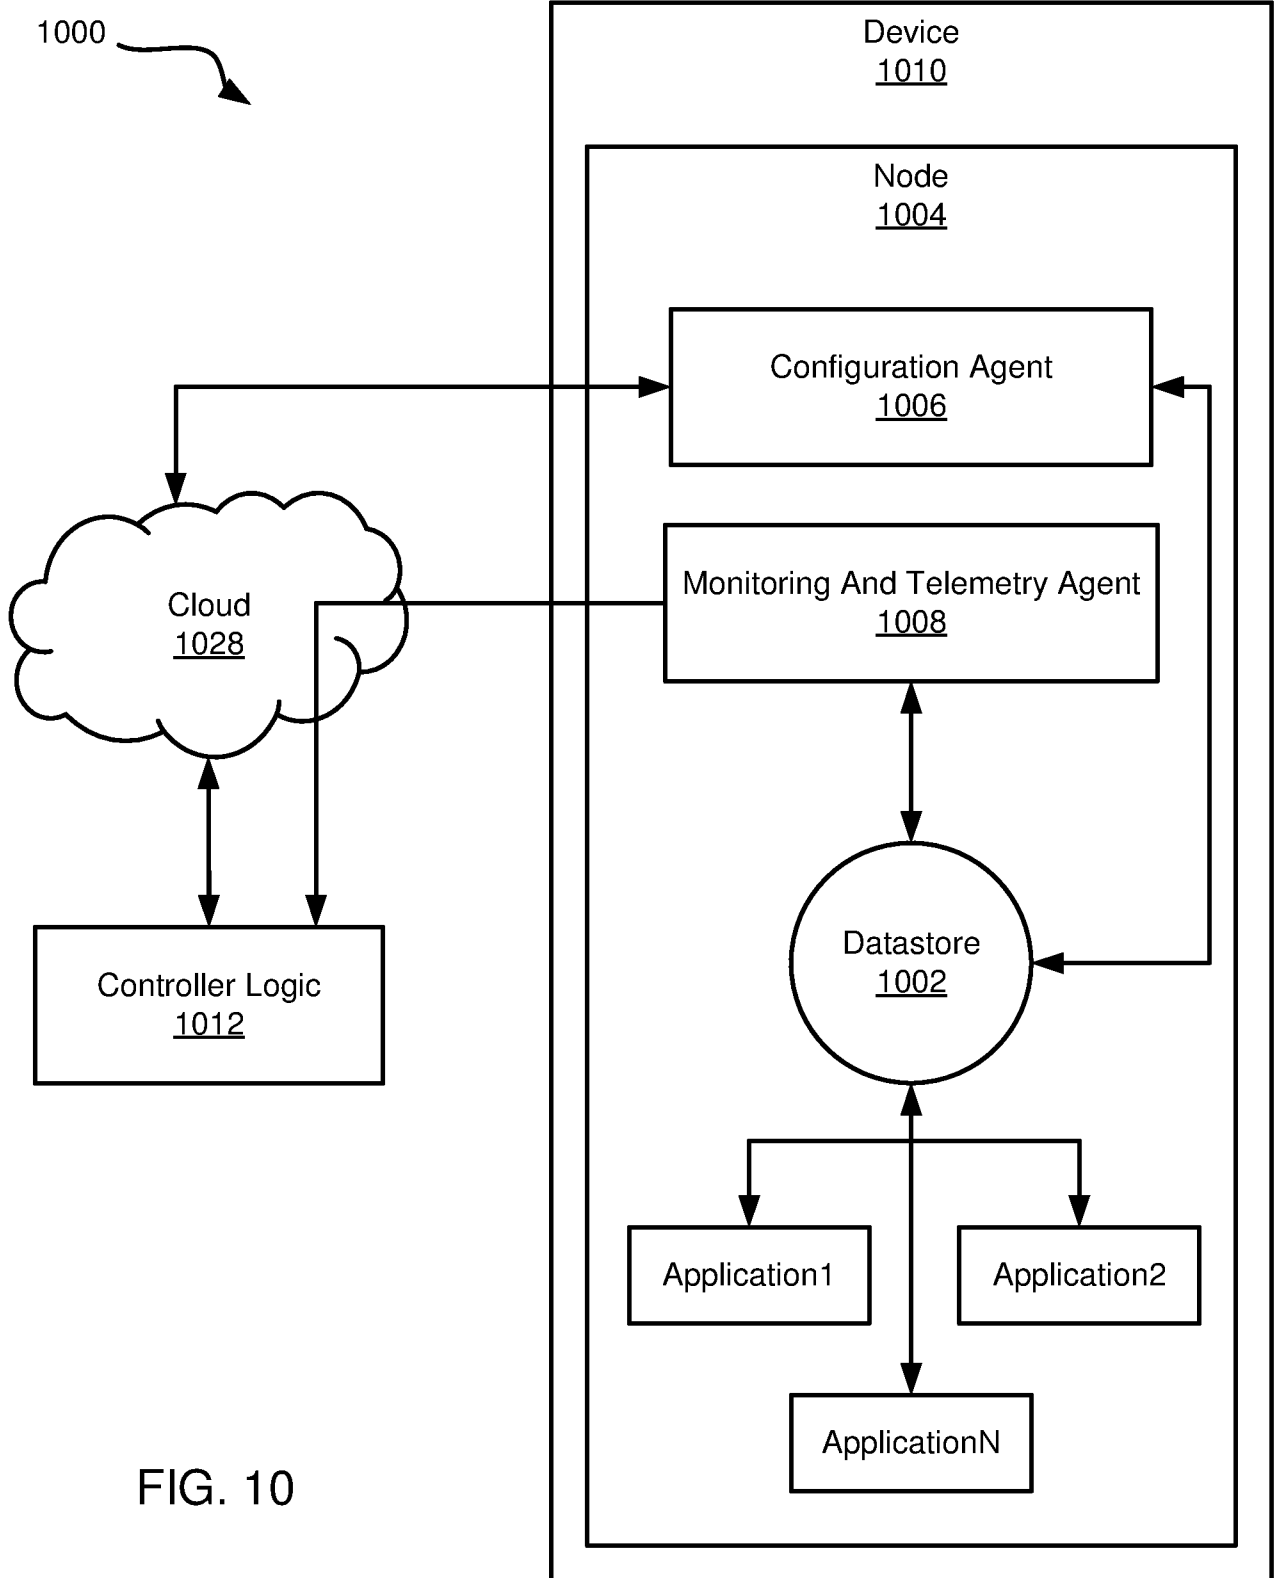 1000
Device
1010
Node
1004
Configuration Agent
1006
Monitoring And Telemetry Agent
1008
Cloud
1028
Datastore
1002
Controller Logic
1012
Application1
Application2
ApplicationN
FIG. 10